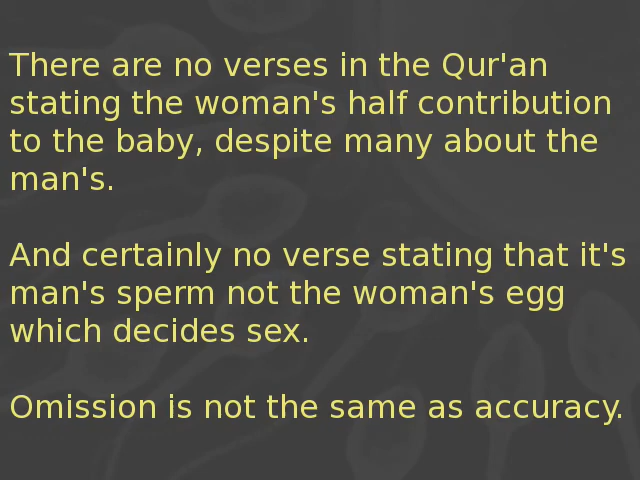 There are no verses in the Qur'an
stating the woman's half contribution
to the baby, despite many about the
man's.
And certainly no verse stating that it's
man's sperm not the woman's egg
which decides sex.
Omission is not the same as accuracy.